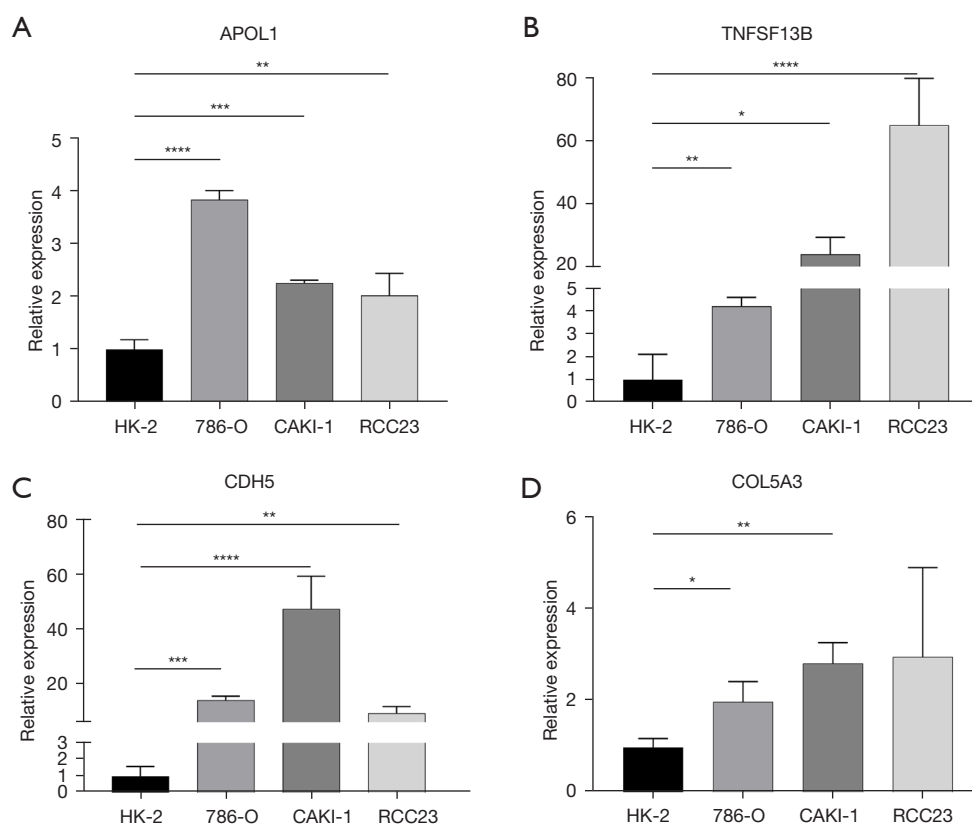 A
APOL1
**
***
****
Relative expression
5
4
3
2
1
0
HK-2 786-O CAKI-1 RCC23
B
TNFSF13B
****
*
**
Relative expression
80
60
40
20
5
4
3
2
1
0
HK-2 786-O CAKI-1 RCC23
C
CDH5
**
****
***
Relative expression
80
60
40
20
3
2
1
0
HK-2 786-O CAKI-1 RCC23
D
COL5A3
**
*
Relative expression
6
4
2
0
HK-2 786-O CAKI-1 RCC23